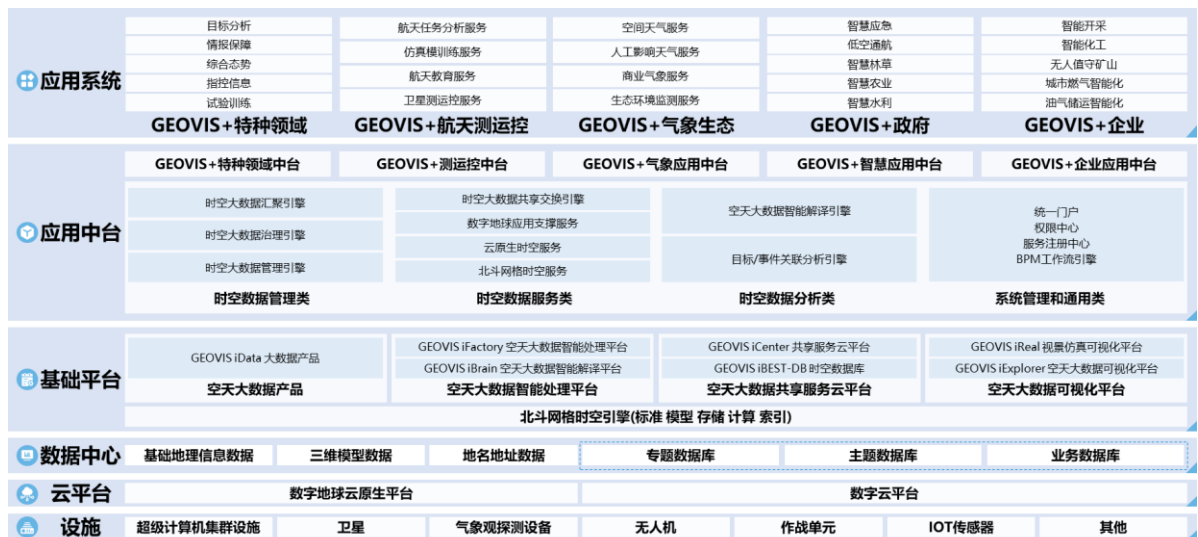 应用系统
目标分析
情报保障
综合态势
指控信息
试验训练
GEOVIS+特种领域
航天任务分析服务
仿真模训练服务
航天教育服务
卫星测运控服务
GEOVIS+航天测运控
空间天气服务
人工影响天气服务
商业气象服务
生态环境监测服务
GEOVIS+气象生态
智慧应急
低空通航
智慧林草
智慧农业
智慧水利
GEOVIS+政府
智能开采
智能化工
无人值守矿山
城市燃气智能化
油气储运智能化
GEOVIS+企业
应用中台
GEOVIS+特种领域中台
GEOVIS+测运控中台
GEOVIS+气象应用中台
GEOVIS+智慧应用中台
GEOVIS+企业应用中台
时空大数据汇聚引擎
时空大数据治理引擎
时空大数据管理引擎
时空数据管理类
时空大数据共享交换引擎
数字地球应用支撑服务
云原生时空服务
北斗网格时空服务
时空数据服务类
空天大数据智能解译引擎
目标/事件关联分析引擎
时空数据分析类
统一门户
权限中心
服务注册中心
BPM工作流引擎
系统管理和通用类
基础平台
GEOVIS iData 大数据产品
空天大数据产品
GEOVIS iFactory 空天大数据智能处理平台
GEOVIS iBrain 空天大数据智能解译平台
空天大数据智能处理平台
GEOVIS iCenter 共享服务云平台
GEOVIS iBEST-DB 时空数据库
空天大数据共享服务云平台
GEOVIS iReal 视景仿真可视化平台
GEOVIS iExplorer 空天大数据可视化平台
空天大数据可视化平台
北斗网格时空引擎(标准 模型 存储 计算 索引)
数据中心
基础地理信息数据
三维模型数据
地名地址数据
专题数据库
主题数据库
业务数据库
云平台
数字地球云原生平台
数字云平台
设施
超级计算机集群设施
卫星
气象观探测设备
无人机
作战单元
IOT传感器
其他